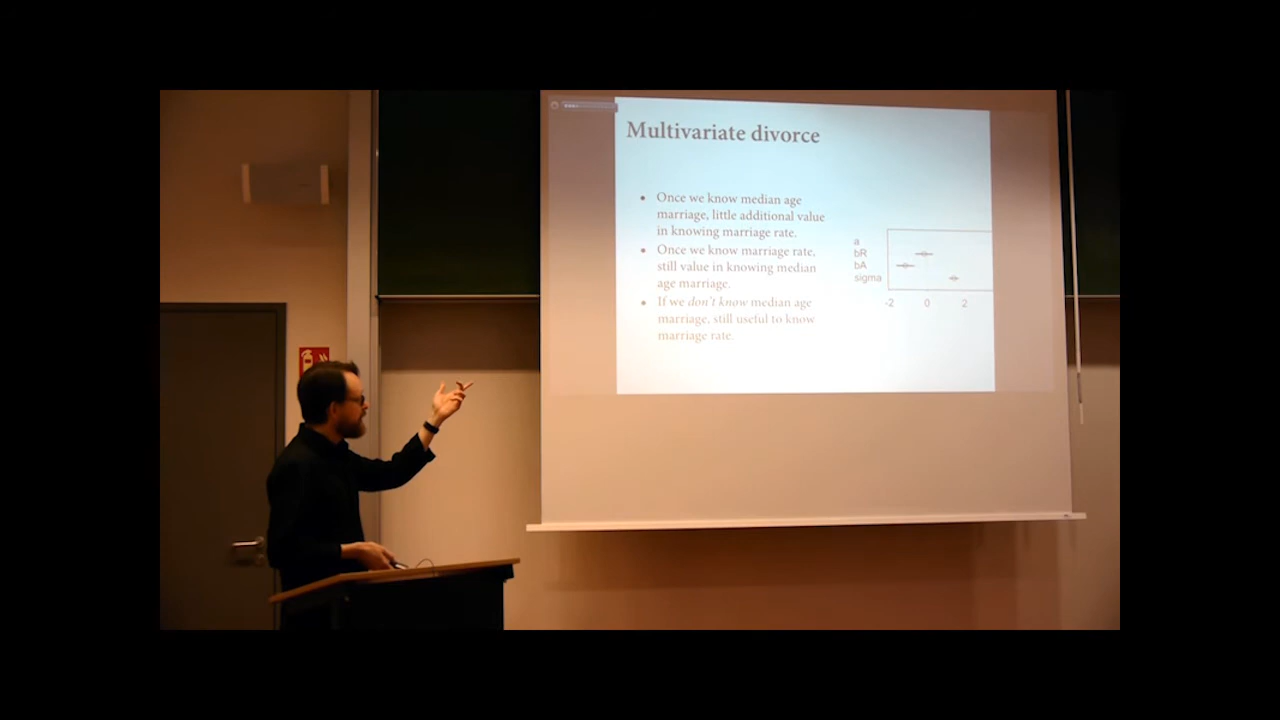 Multivariate divorce
• Once we know median age
marriage, little additional value
in knowing marriage rate.
• Once we know marriage rate,
still value in knowing median
age marriage.
• If we don't know median age
marriage, still useful to know
marriage rate.
a
bR
bA
sigma
-2 0 2